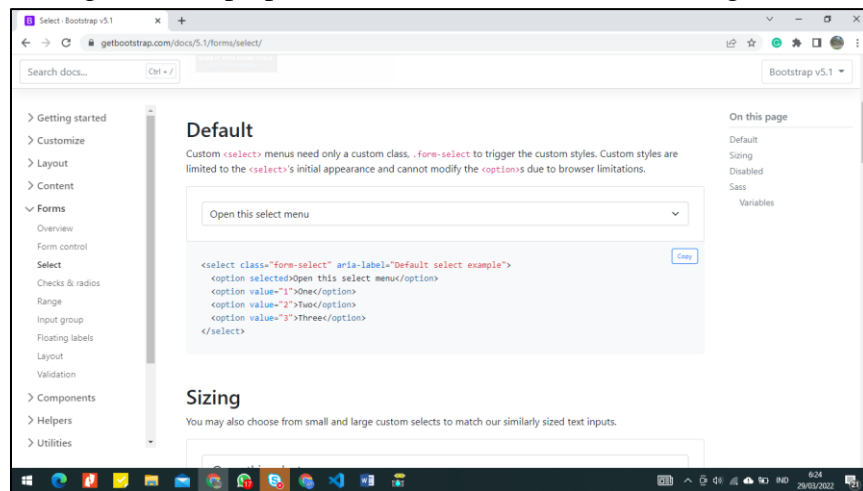 Select · Bootstrap v5.1
getbootstrap.com/docs/5.1/forms/select/
Search docs...
Ctrl + /
Bootstrap v5.1
Getting started
Customize
Layout
Content
Forms
Overview
Form control
Select
Checks & radios
Range
Input group
Floating labels
Layout
Validation
Components
Helpers
Utilities
Default
Custom <select> menus need only a custom class, .form-select to trigger the custom styles. Custom styles are
limited to the <select>'s initial appearance and cannot modify the <option>s due to browser limitations.
Open this select menu
Copy
<select class="form-select" aria-label="Default select example">
<option selected>Open this select menu</option>
<option value="1">One</option>
<option value="2">Two</option>
<option value="3">Three</option>
</select>
Sizing
You may also choose from small and large custom selects to match our similarly sized text inputs.
On this page
Default
Sizing
Disabled
Sass
Variables
IND
6:24
29/03/2022